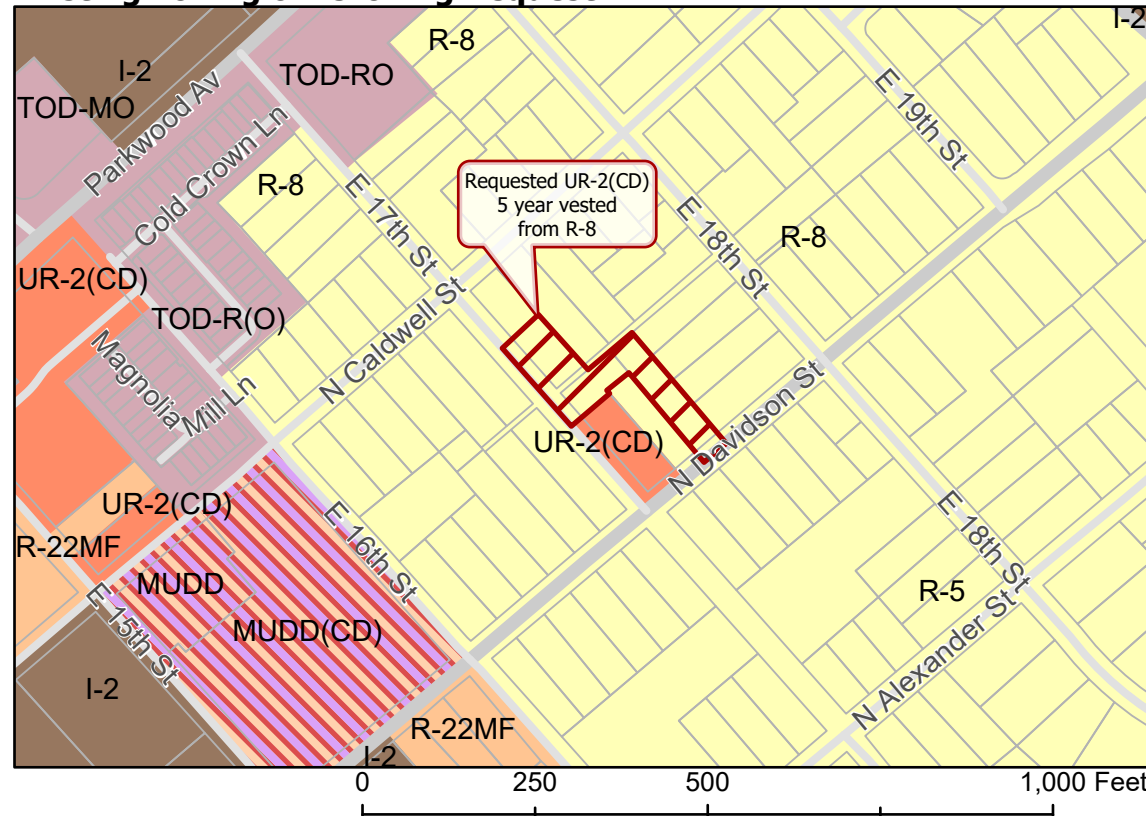 I-2
R-8
I-2
TOD-RO
TOD-MO
Parkwood Av
Cold Crown Ln
E 19th St
R-8
E 17th St
Requested UR-2(CD)
5 year vested
from R-8
E 18th St
R-8
UR-2(CD)
TOD-R(O)
N Caldwell St
Magnolia
Mill Ln
UR-2(CD)
N Davidson St
UR-2(CD)
R-22MF
E 16th St
E 18th St
MUDD
R-5
E 15th St
MUDD(CD)
N Alexander St
I-2
R-22MF
I-2
0 250 500 1,000 Feet